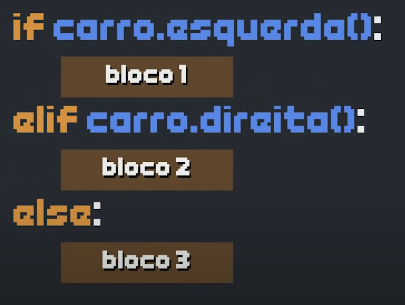 if carro.esquerda():
bloco 1
elif carro.direita():
bloco 2
else:
bloco 3